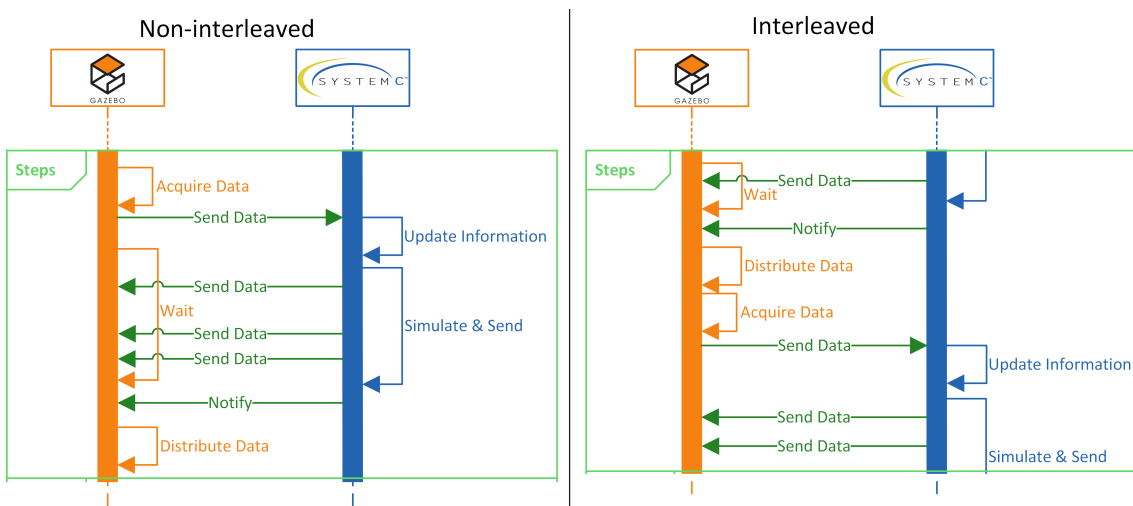 Non-interleaved
GAZEBO
SYSTEM C™
Steps
Acquire Data
Send Data
Update Information
Send Data
Wait
Simulate & Send
Send Data
Send Data
Notify
Distribute Data
Interleaved
GAZEBO
SYSTEM C™
Steps
Send Data
Wait
Notify
Distribute Data
Acquire Data
Send Data
Update Information
Send Data
Send Data
Simulate & Send